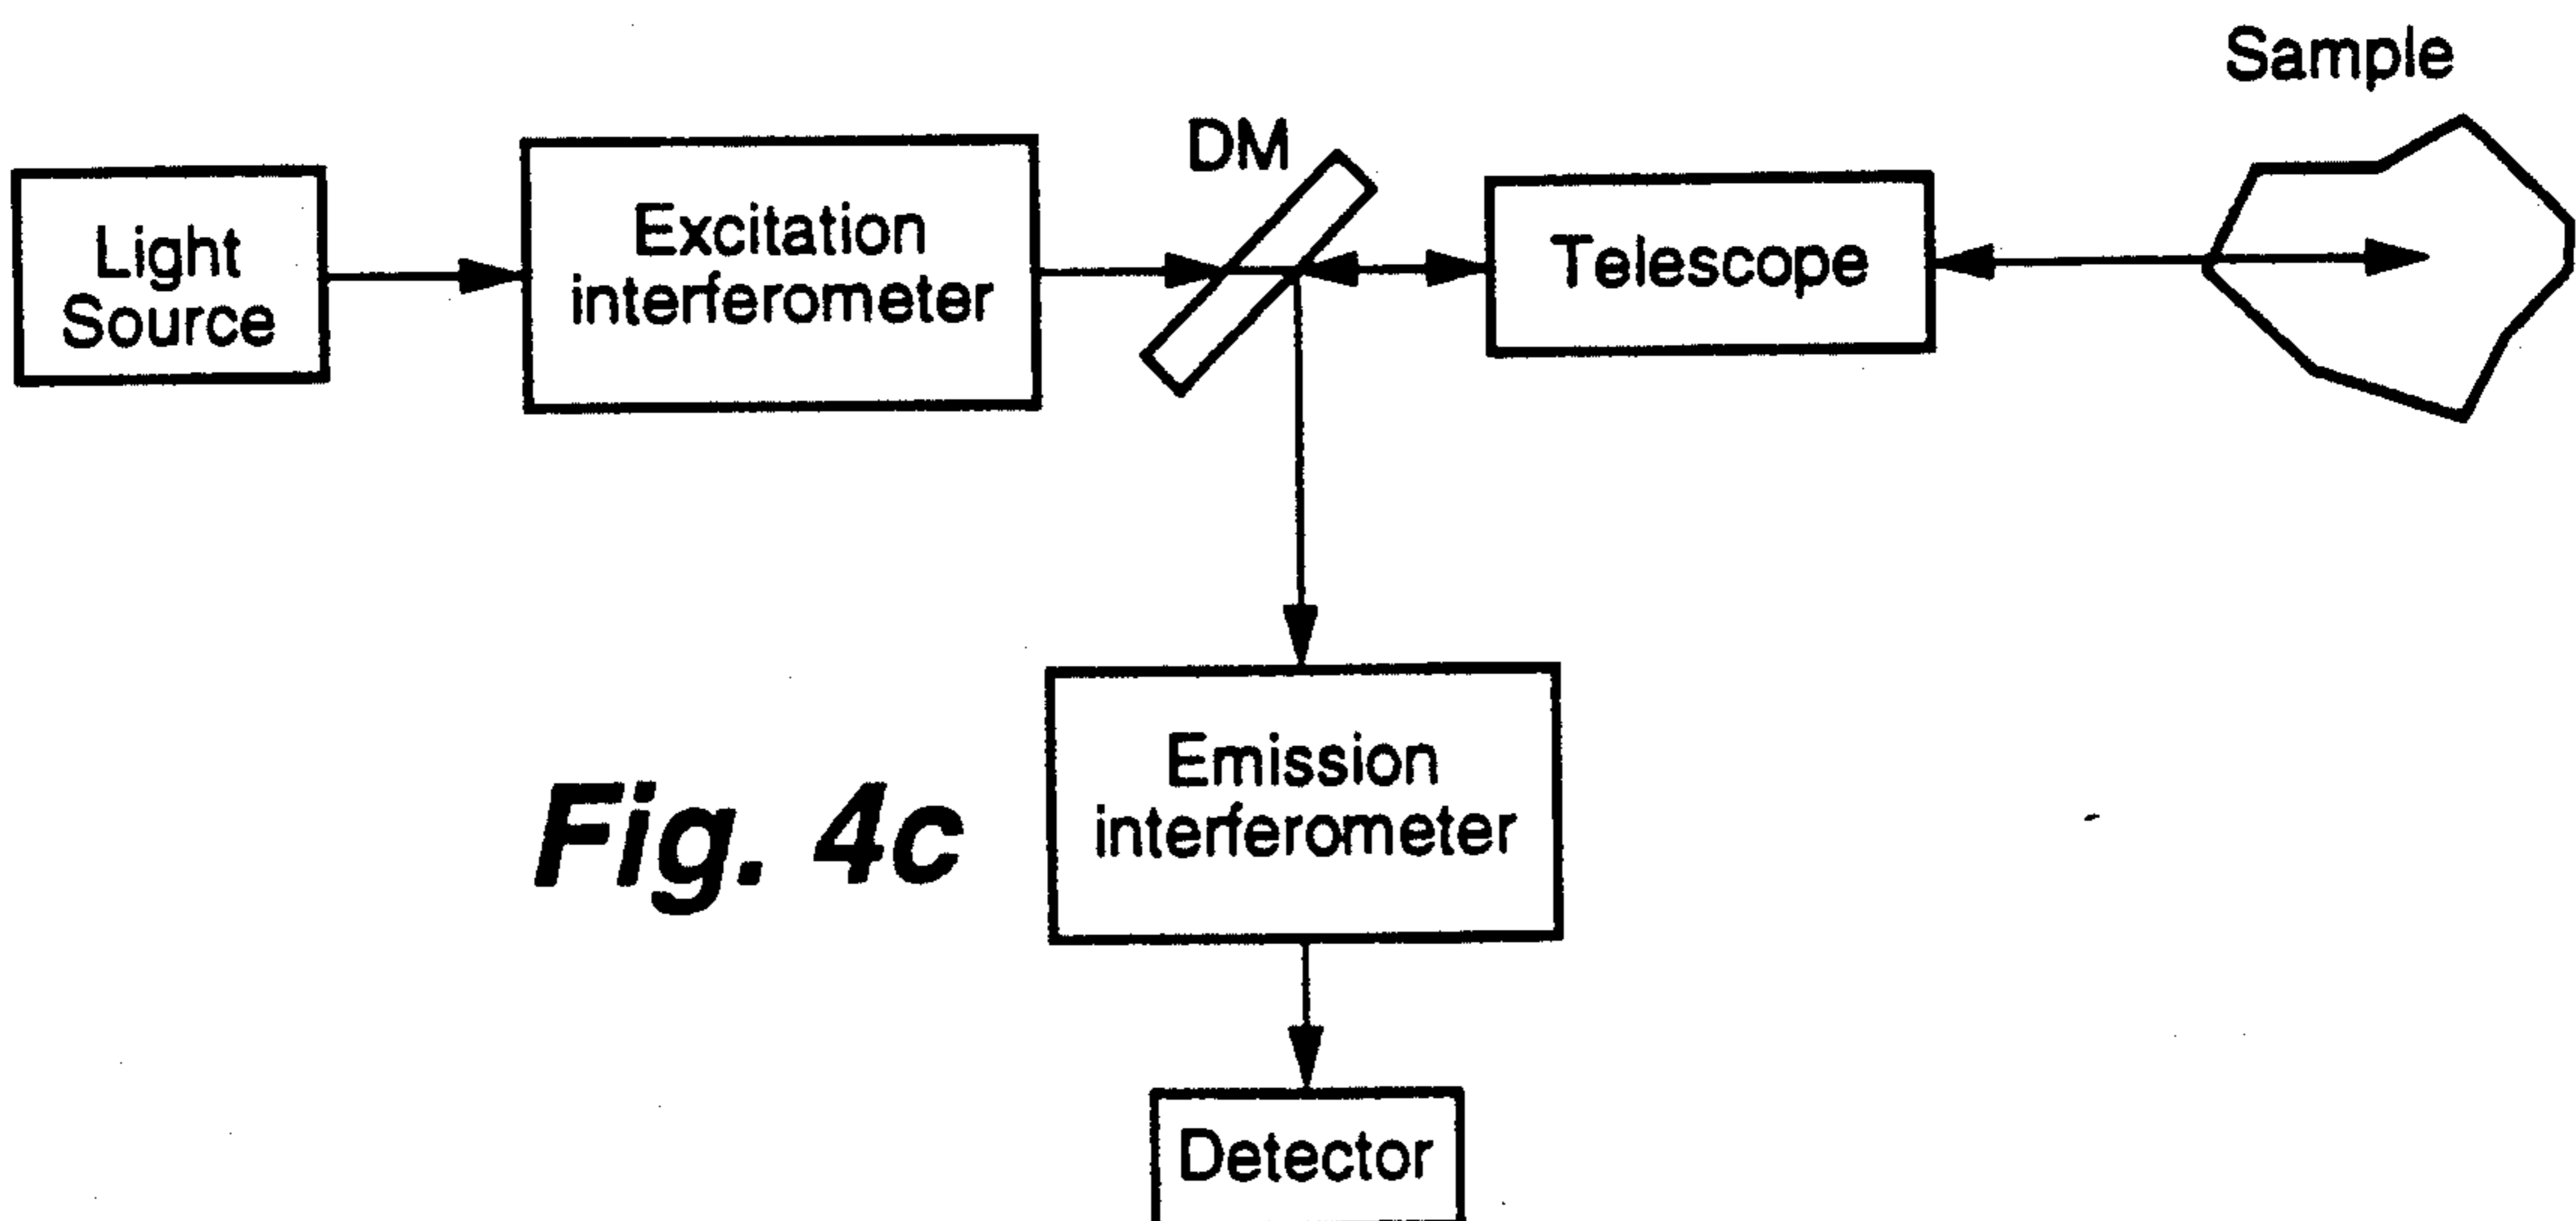 Sample
DM
Light
Source
Excitation
interferometer
Telescope
Emission
interferometer
Fig. 4c
Detector